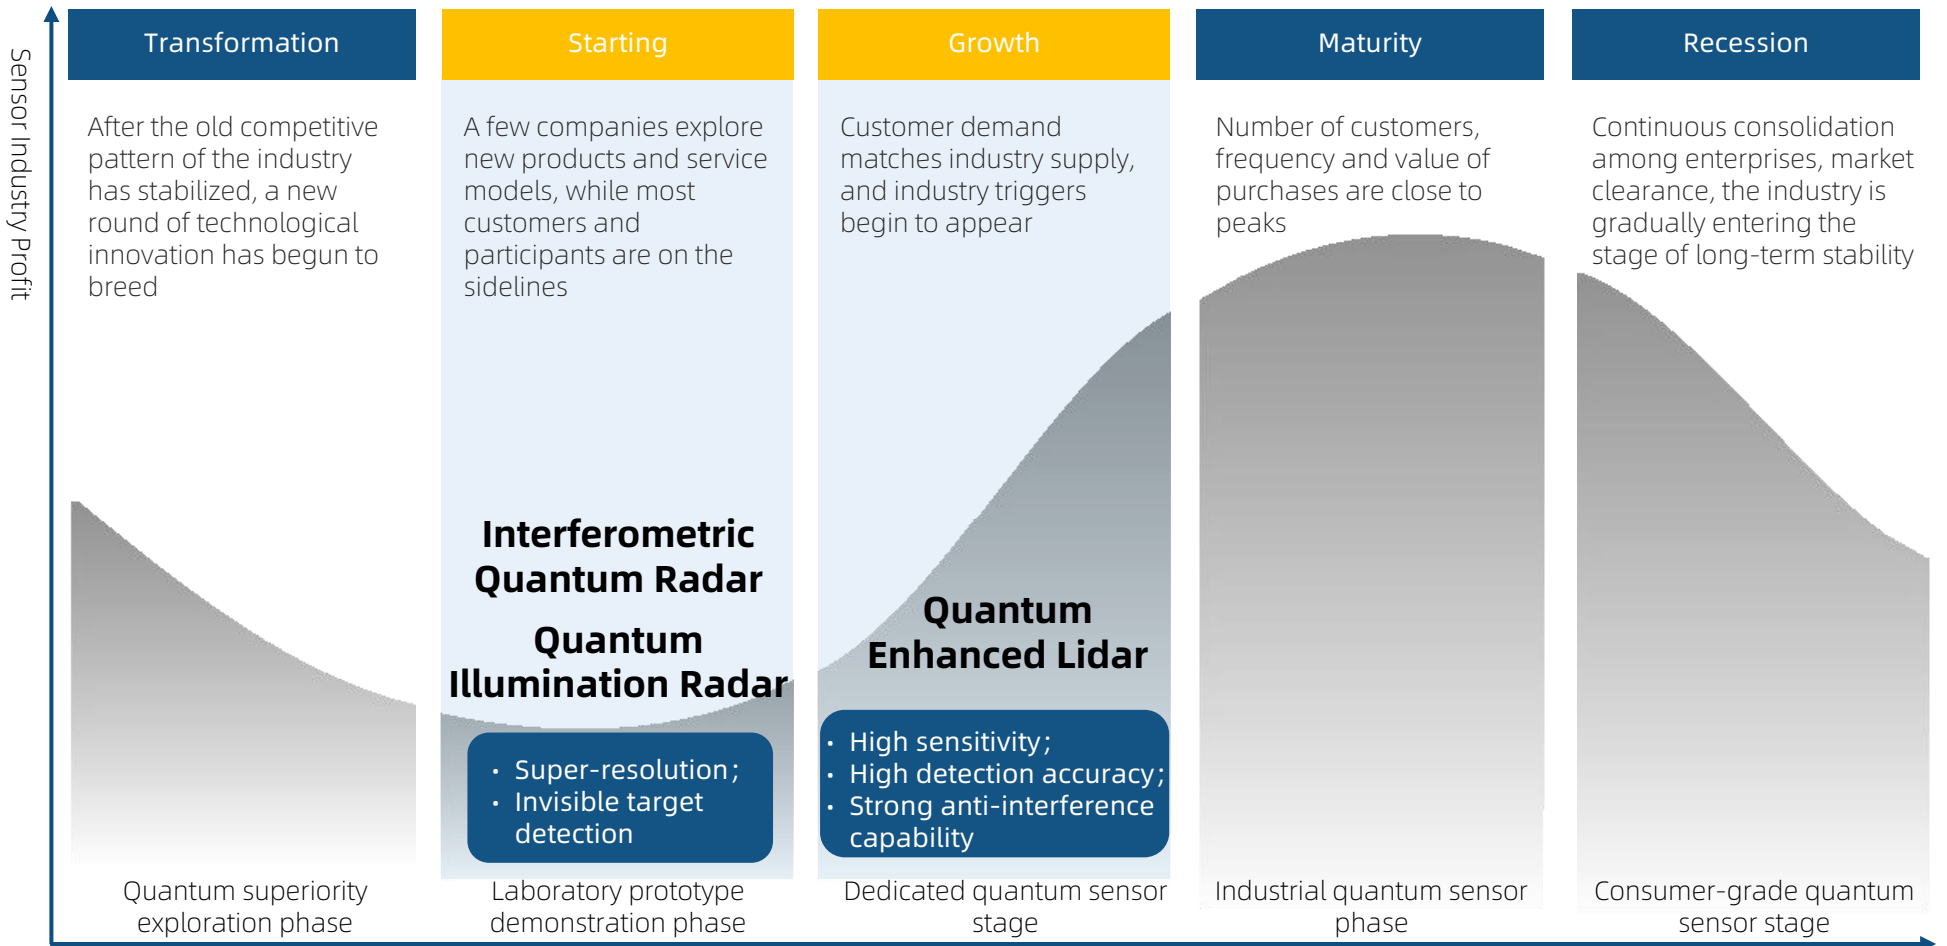 Sensor Industry Profit
Transformation
After the old competitive
pattern of the industry
has stabilized, a new
round of technological
innovation has begun to
breed
Quantum superiority
exploration phase
Starting
A few companies explore
new products and service
models, while most
customers and
participants are on the
sidelines
Interferometric
Quantum Radar
Quantum
Illumination Radar
· Super-resolution;
· Invisible target
detection
Laboratory prototype
demonstration phase
Growth
Customer demand
matches industry supply,
and industry triggers
begin to appear
Quantum
Enhanced Lidar
· High sensitivity;
· High detection accuracy;
· Strong anti-interference
capability
Dedicated quantum sensor
stage
Maturity
Number of customers,
frequency and value of
purchases are close to
peaks
Industrial quantum sensor
phase
Recession
Continuous consolidation
among enterprises, market
clearance, the industry is
gradually entering the
stage of long-term stability
Consumer-grade quantum
sensor stage